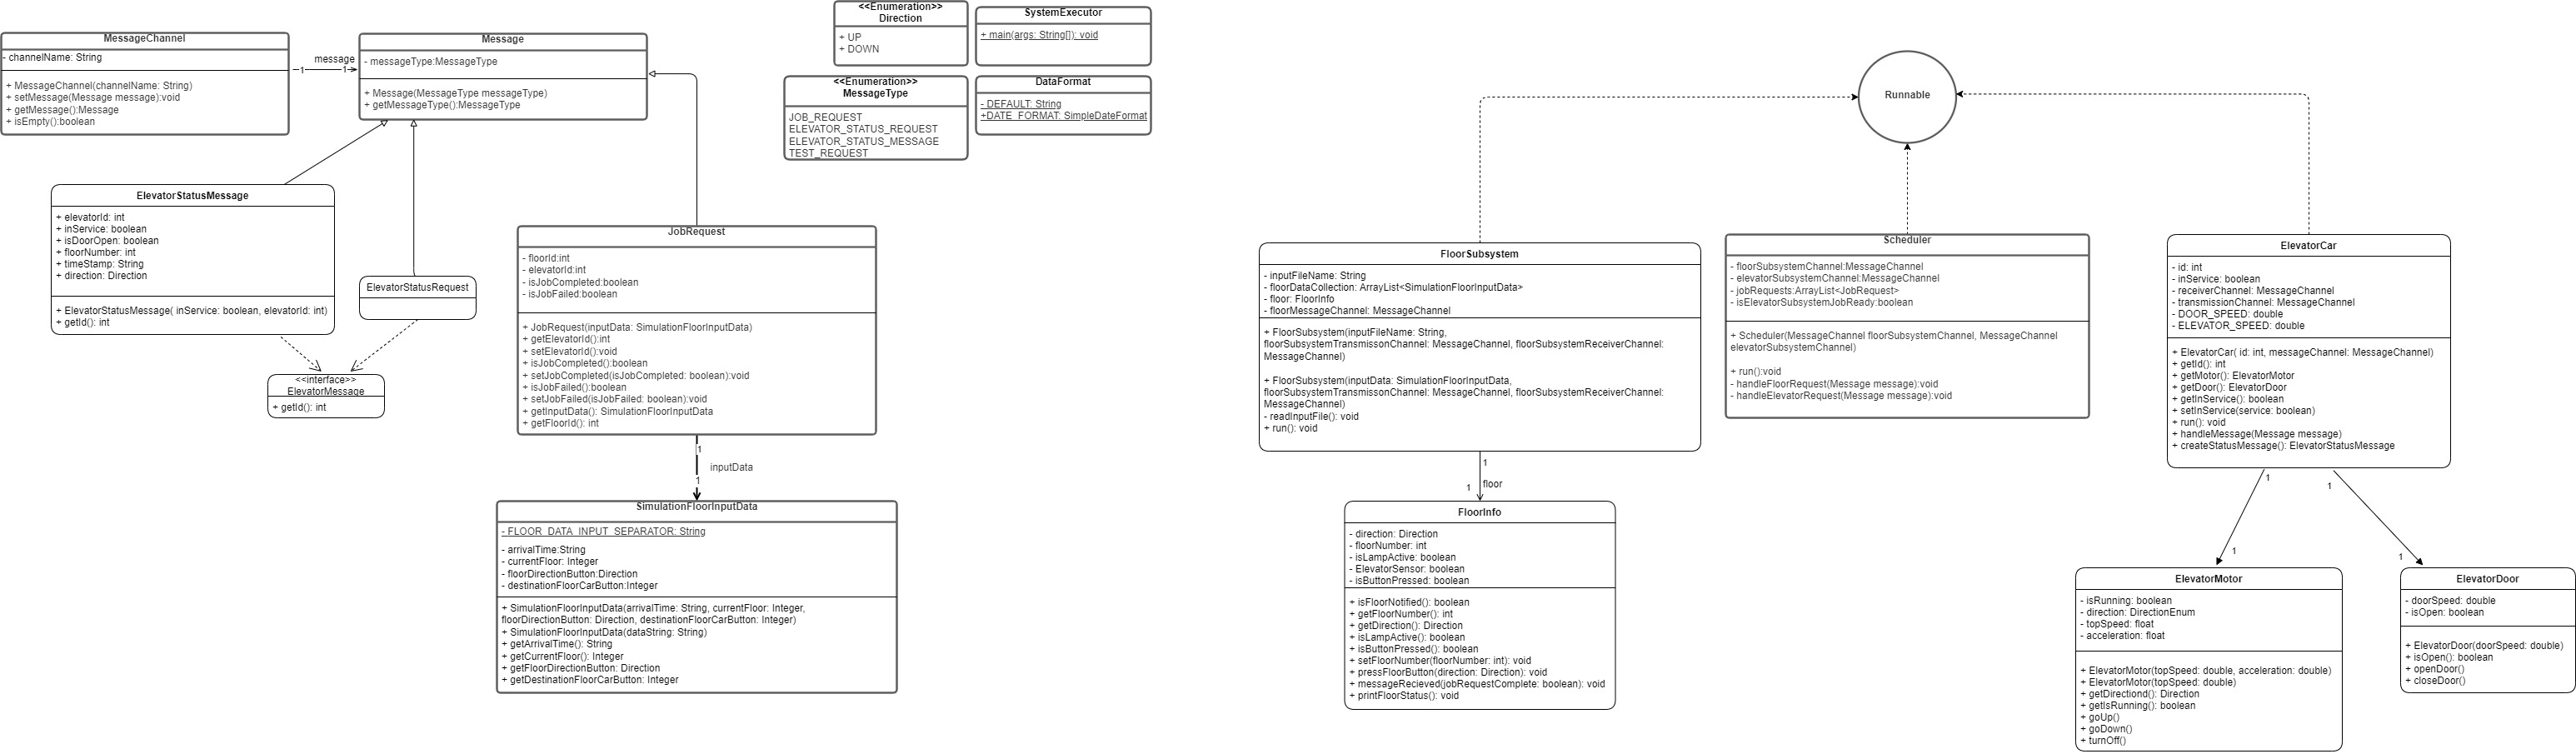 MessageChannel
- channelName: String
+ MessageChannel(channelName: String)
+ setMessage(Message message):void
+ getMessage():Message
+ isEmpty():boolean
message
1
1
Message
- messageType:MessageType
+ Message(MessageType messageType)
+ getMessageType():MessageType
<<Enumeration>>
Direction
+ UP
+ DOWN
SystemExecutor
+ main(args: String[]): void
<<Enumeration>>
MessageType
JOB_REQUEST
ELEVATOR_STATUS_REQUEST
ELEVATOR_STATUS_MESSAGE
TEST_REQUEST
DataFormat
- DEFAULT: String
+DATE_FORMAT: SimpleDateFormat
ElevatorStatusMessage
+ elevatorId: int
+ inService: boolean
+ isDoorOpen: boolean
+ floorNumber: int
+ timeStamp: String
+ direction: Direction
+ ElevatorStatusMessage( inService: boolean, elevatorId: int)
+ getId(): int
ElevatorStatusRequest
<<interface>>
ElevatorMessage
+ getId(): int
JobRequest
- floorId:int
- elevatorId:int
- isJobCompleted:boolean
- isJobFailed:boolean
+ JobRequest(inputData: SimulationFloorInputData)
+ getElevatorId():int
+ setElevatorId():void
+ isJobCompleted():boolean
+ setJobCompleted(isJobCompleted: boolean):void
+ isJobFailed():boolean
+ setJobFailed(isJobFailed: boolean):void
+ getInputData(): SimulationFloorInputData
+ getFloorId(): int
1
inputData
1
SimulationFloorInputData
- FLOOR_DATA_INPUT_SEPARATOR: String
- arrivalTime:String
- currentFloor: Integer
- floorDirectionButton:Direction
- destinationFloorCarButton:Integer
+ SimulationFloorInputData(arrivalTime: String, currentFloor: Integer,
floorDirectionButton: Direction, destinationFloorCarButton: Integer)
+ SimulationFloorInputData(dataString: String)
+ getArrivalTime(): String
+ getCurrentFloor(): Integer
+ getFloorDirectionButton: Direction
+ getDestinationFloorCarButton: Integer
Runnable
FloorSubsystem
- inputFileName: String
- floorDataCollection: ArrayList<SimulationFloorInputData>
- floor: FloorInfo
- floorMessageChannel: MessageChannel
+ FloorSubsystem(inputFileName: String,
floorSubsystemTransmissonChannel: MessageChannel, floorSubsystemReceiverChannel:
MessageChannel)
+ FloorSubsystem(inputData: SimulationFloorInputData,
floorSubsystemTransmissonChannel: MessageChannel, floorSubsystemReceiverChannel:
MessageChannel)
- readInputFile(): void
+ run(): void
1
floor
1
FloorInfo
- direction: Direction
- floorNumber: int
- isLampActive: boolean
- ElevatorSensor: boolean
- isButtonPressed: boolean
+ isFloorNotified(): boolean
+ getFloorNumber(): int
+ getDirection(): Direction
+ isLampActive(): boolean
+ isButtonPressed(): boolean
+ setFloorNumber(floorNumber: int): void
+ pressFloorButton(direction: Direction): void
+ messageRecieved(jobRequestComplete: boolean): void
+ printFloorStatus(): void
Scheduler
- floorSubsystemChannel:MessageChannel
- elevatorSubsystemChannel:MessageChannel
- jobRequests:ArrayList<JobRequest>
- isElevatorSubsystemJobReady:boolean
+ Scheduler(MessageChannel floorSubsystemChannel, MessageChannel
elevatorSubsystemChannel)
+ run():void
- handleFloorRequest(Message message):void
- handleElevatorRequest(Message message):void
ElevatorCar
- id: int
- inService: boolean
- receiverChannel: MessageChannel
- transmissionChannel: MessageChannel
- DOOR_SPEED: double
- ELEVATOR_SPEED: double
+ ElevatorCar( id: int, messageChannel: MessageChannel)
+ getId(): int
+ getMotor(): ElevatorMotor
+ getDoor(): ElevatorDoor
+ getInService(): boolean
+ setInService(service: boolean)
+ run(): void
+ handleMessage(Message message)
+ createStatusMessage(): ElevatorStatusMessage
1
1
1
1
ElevatorMotor
- isRunning: boolean
- direction: DirectionEnum
- topSpeed: float
- acceleration: float
+ ElevatorMotor(topSpeed: double, acceleration: double)
+ ElevatorMotor(topSpeed: double)
+ getDirectiond(): Direction
+ getIsRunning(): boolean
+ goUp()
+ goDown()
+ turnOff()
ElevatorDoor
- doorSpeed: double
- isOpen: boolean
+ ElevatorDoor(doorSpeed: double)
+ isOpen(): boolean
+ openDoor()
+ closeDoor()